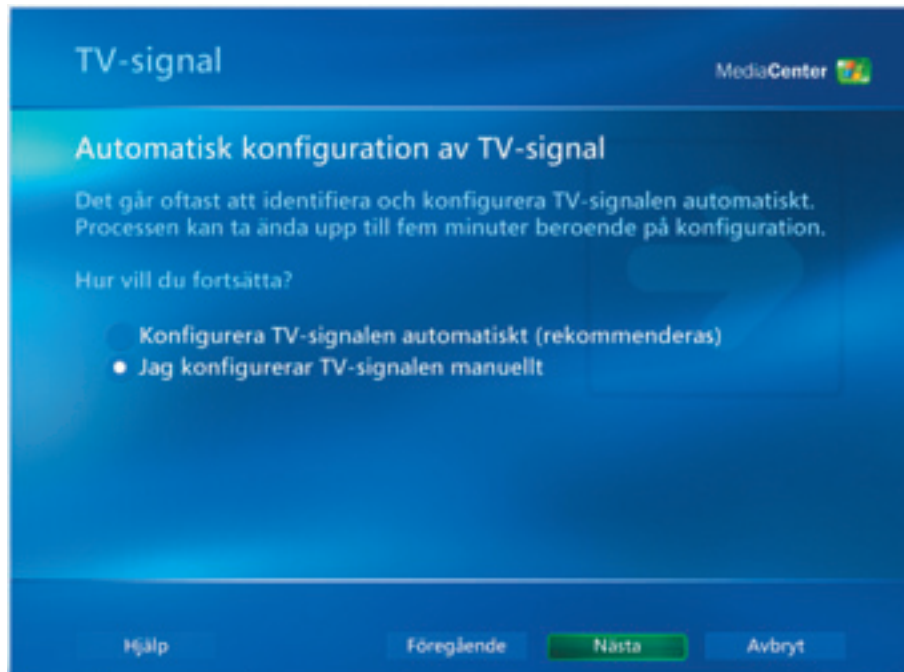 TV-signal
MediaCenter
Automatisk konfiguration av TV-signal
Det går oftast att identifiera och konfigurera TV-signalen automatiskt.
Processen kan ta ända upp till fem minuter beroende på konfiguration.
Hur vill du fortsätta?
Konfigurera TV-signalen automatiskt (rekommenderas)
Jag konfigurerar TV-signalen manuellt
Hjälp Föregående Nästa Avbryt